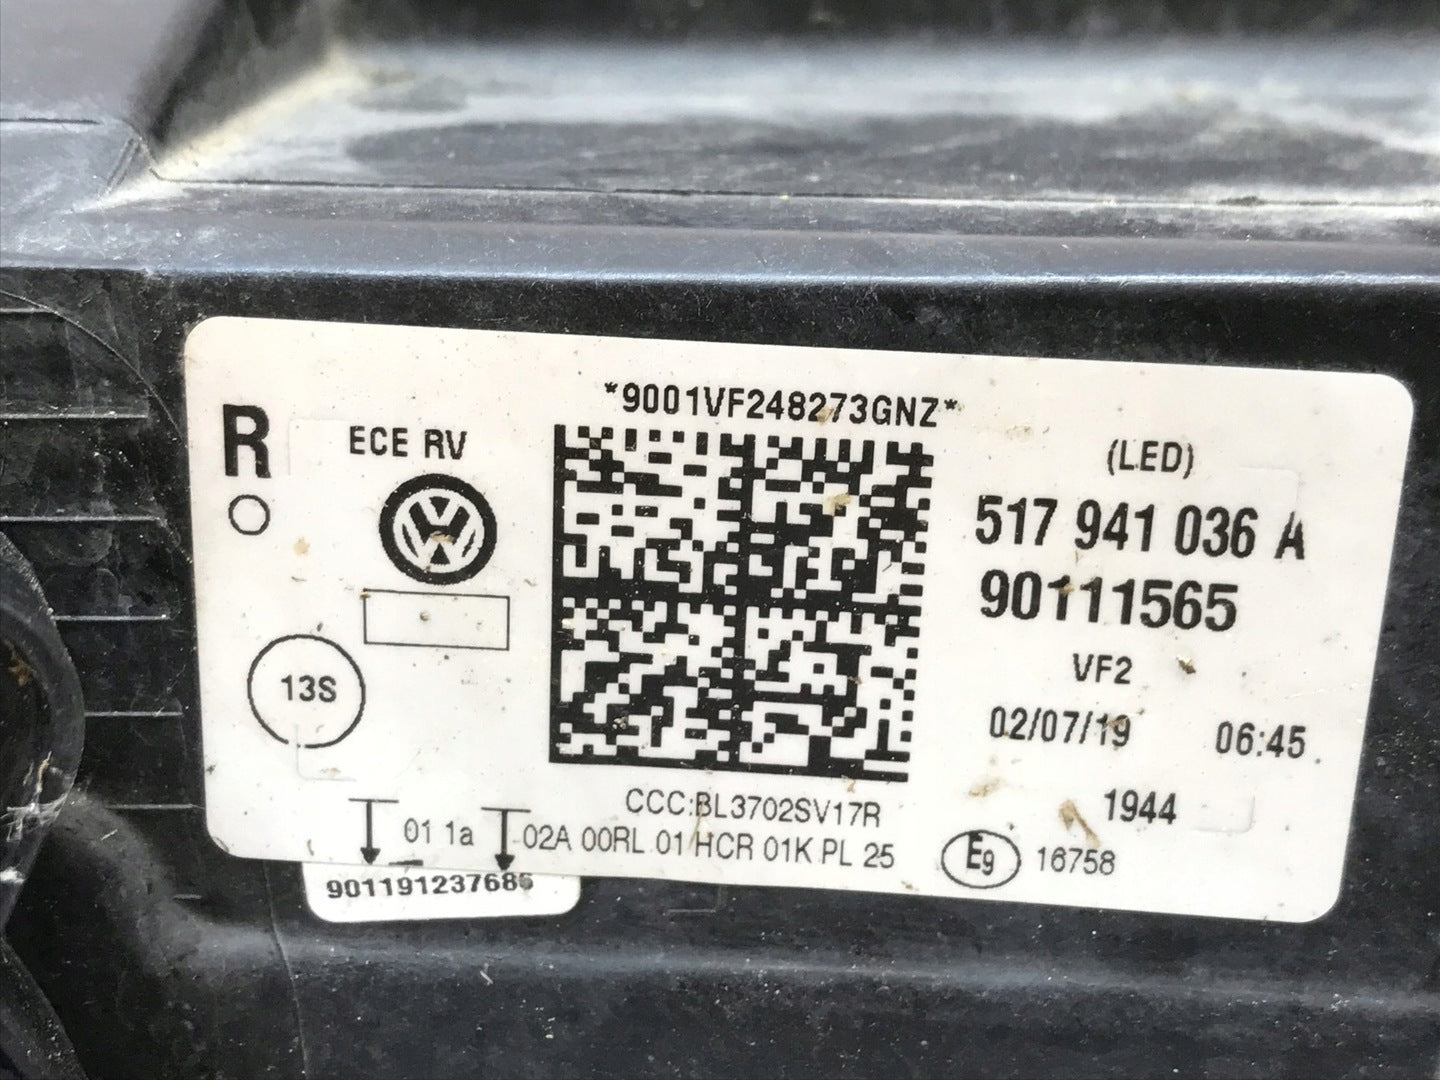 *9001VF248273GNZ*
R
ECE RV
(LED)
517 941 036 A
90111565
VF2
13S
02/07/19 06:45
1944
CCC:BL3702SV17R
01 1a 02A 00RL 01 HCR 01K PL 25
E9 16758
901191237686